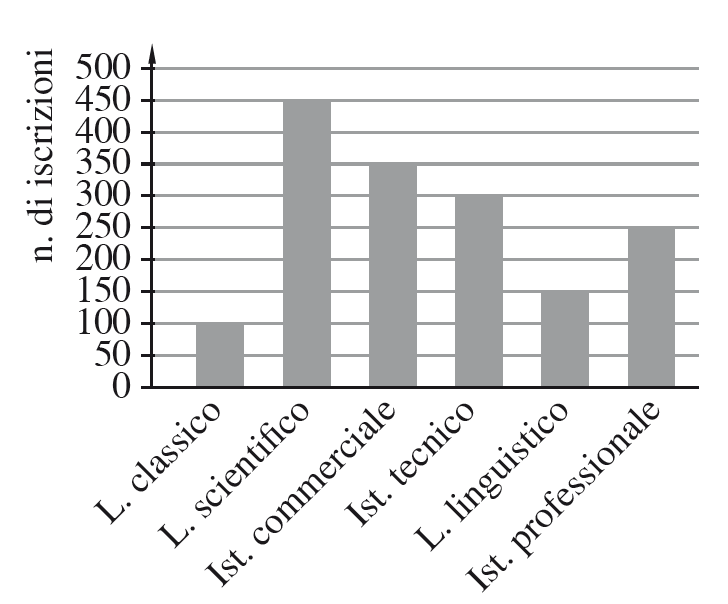 n. di iscrizioni
500
450
400
350
300
250
200
150
100
50
0
L. classico
L. scientifico
Ist. commerciale
Ist. tecnico
L. linguistico
Ist. professionale